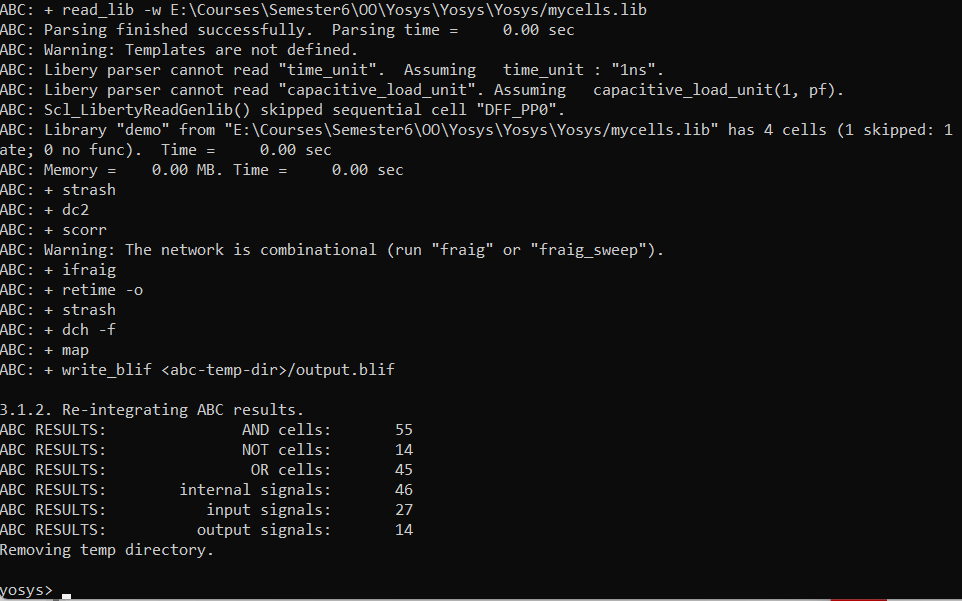 ABC: + read_lib -w E:\Courses\Semester6\OO\Yosys\Yosys\Yosys/mycells.lib
ABC: Parsing finished successfully.  Parsing time =     0.00 sec
ABC: Warning: Templates are not defined.
ABC: Libery parser cannot read "time_unit".  Assuming   time_unit : "1ns".
ABC: Libery parser cannot read "capacitive_load_unit". Assuming   capacitive_load_unit(1, pf).
ABC: Scl_LibertyReadGenlib() skipped sequential cell "DFF_PP0".
ABC: Library "demo" from "E:\Courses\Semester6\OO\Yosys\Yosys\Yosys/mycells.lib" has 4 cells (1 skipped: 1
ate; 0 no func).  Time =     0.00 sec
ABC: Memory =    0.00 MB. Time =     0.00 sec
ABC: + strash
ABC: + dc2
ABC: + scorr
ABC: Warning: The network is combinational (run "fraig" or "fraig_sweep").
ABC: + ifraig
ABC: + retime -o
ABC: + strash
ABC: + dch -f
ABC: + map
ABC: + write_blif <abc-temp-dir>/output.blif
3.1.2. Re-integrating ABC results.
ABC RESULTS:               AND cells:       55
ABC RESULTS:               NOT cells:       14
ABC RESULTS:                OR cells:       45
ABC RESULTS:        internal signals:       46
ABC RESULTS:           input signals:       27
ABC RESULTS:          output signals:       14
Removing temp directory.
yosys>